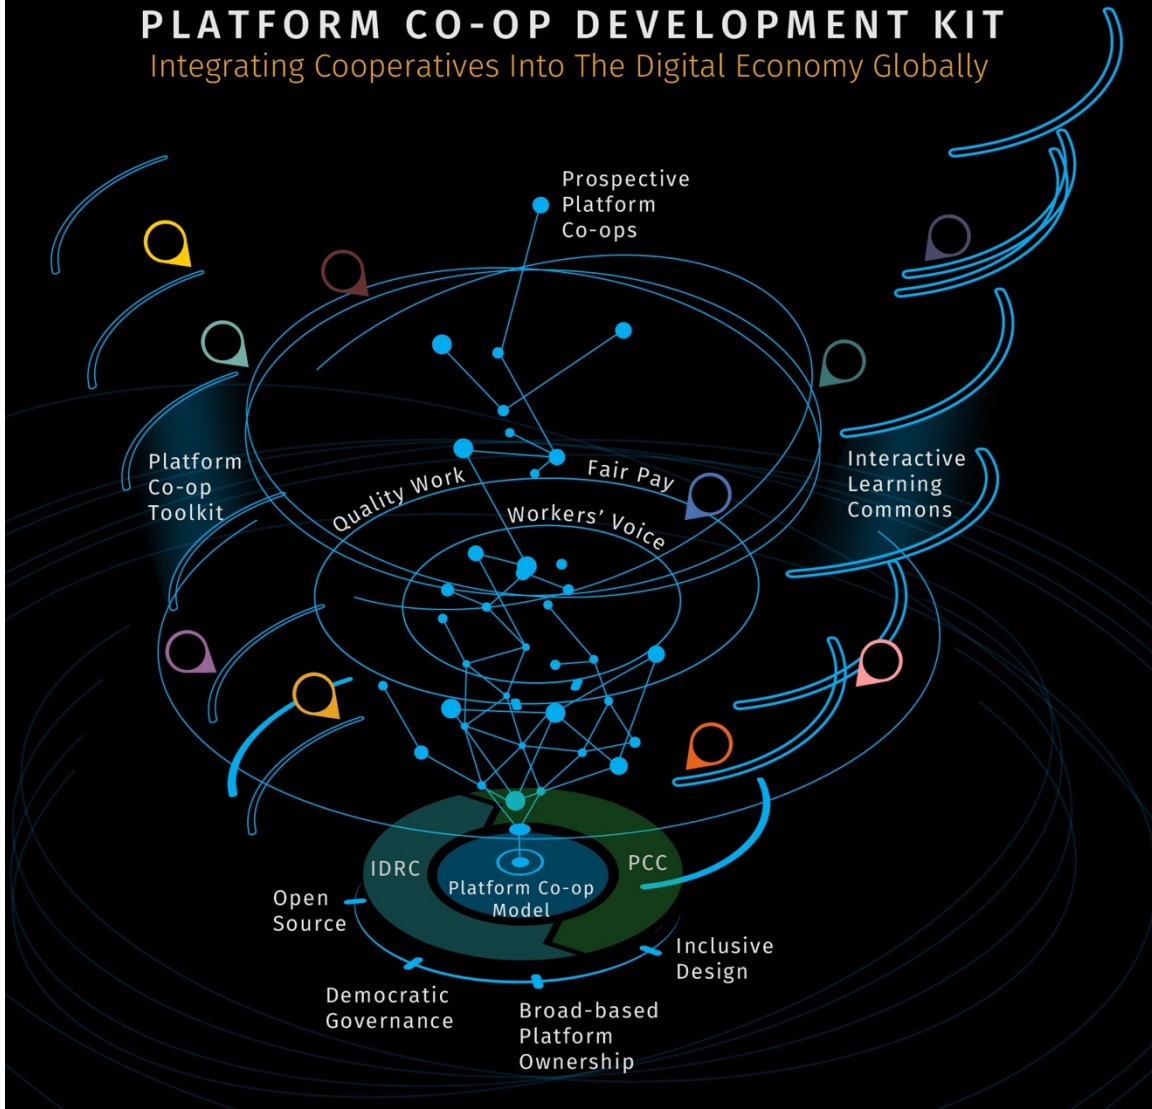 PLATFORM CO-OP DEVELOPMENT KIT
Integrating Cooperatives Into The Digital Economy Globally
Prospective
Platform
Co-ops
Platform
Co-op
Toolkit
Quality Work
Fair Pay
Workers' Voice
Interactive
Learning
Commons
IDRC
PCC
Platform Co-op
Model
Open
Source
Democratic
Governance
Broad-based
Platform
Ownership
Inclusive
Design